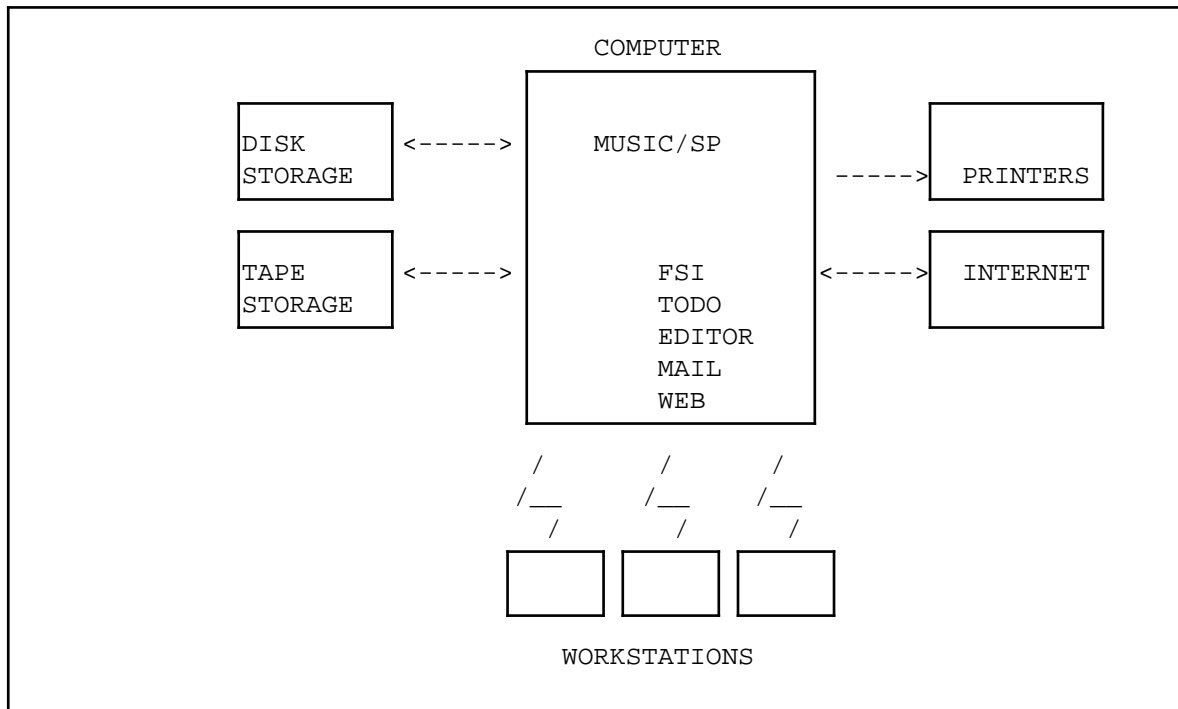 COMPUTER
DISK <-----> MUSIC/SP
STORAGE -----> PRINTERS
TAPE <-----> FSI <-----> INTERNET
STORAGE TODO
EDITOR
MAIL
WEB
WORKSTATIONS